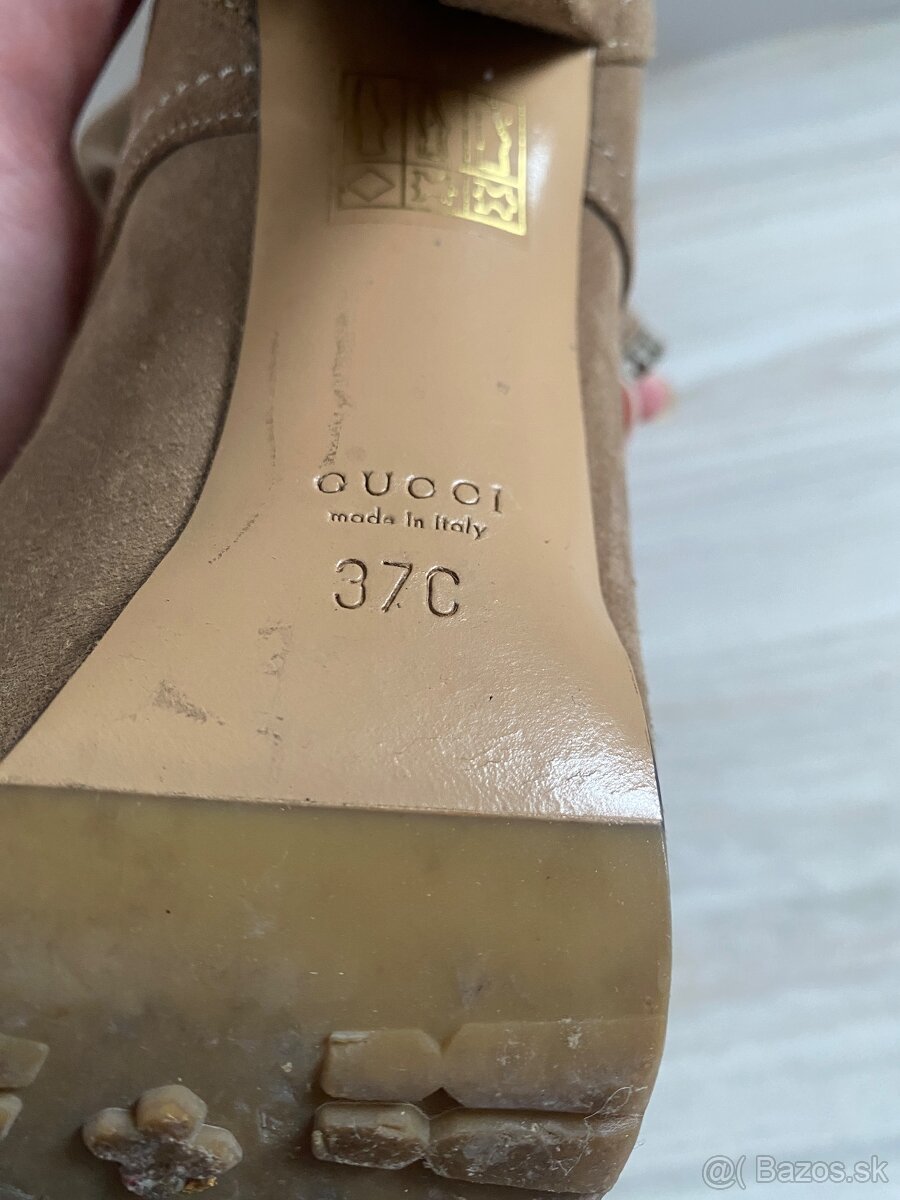 GUCCI
made in italy
37C
@( Bazos.sk